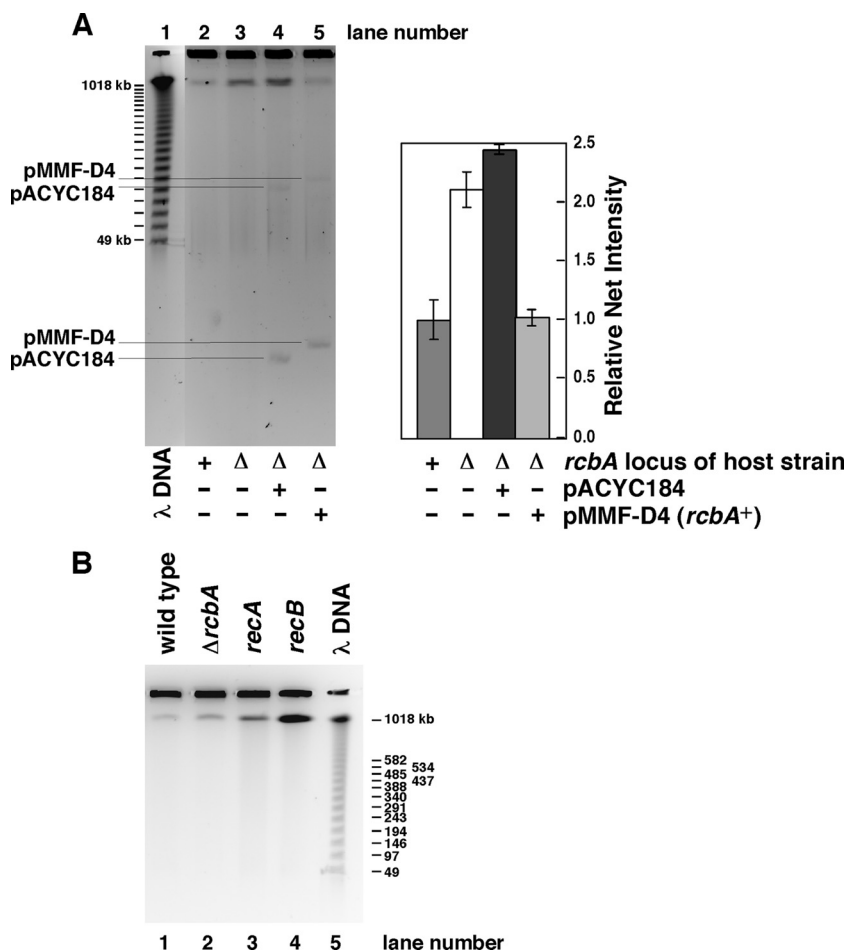 A
1 2 3 4 5 lane number
1018 kb
pMMF-D4
pACYC184
49 kb
pMMF-D4
pACYC184
λ DNA
+ Δ Δ Δ
– – + –
– – – +
2.5
2.0
1.5
1.0
0.5
0.0
Relative Net Intensity
+ Δ Δ Δ rcbA locus of host strain
– – + – pACYC184
– – – + pMMF-D4 (rcbA+)
B
wild type
ΔrcbA
recA
recB
λ DNA
1018 kb
582
534
485
437
388
340
291
243
194
146
97
49
1 2 3 4 5 lane number